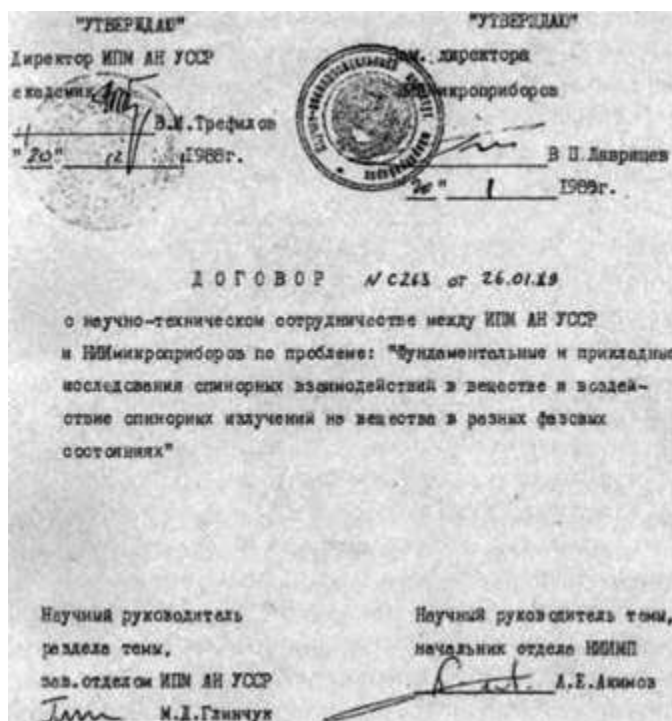 "УТВЕРЖДАЮ"
Директор ИПМ АН УССР
академик
В.И.Трефилов
"20" 12 1988г.
"УТВЕРЖДАЮ"
Зам. директора
НИИмикроприборов
В П.Лаврищев
1989г.
ДОГОВОР № С263 от 26.01.89
о научно-техническом сотрудничестве между ИПМ АН УССР
и НИИмикроприборов по проблеме: "Фундаментальные и прикладные
исследования спинорных взаимодействий в веществе и воздей-
ствие спинорных излучений на вещества в разных фазовых
состояниях"
Научный руководитель
раздела темы,
зав.отделом ИПМ АН УССР
М.Д.Глинчук
Научный руководитель темы,
начальник отдела НИИМП
А.Е.Акимов